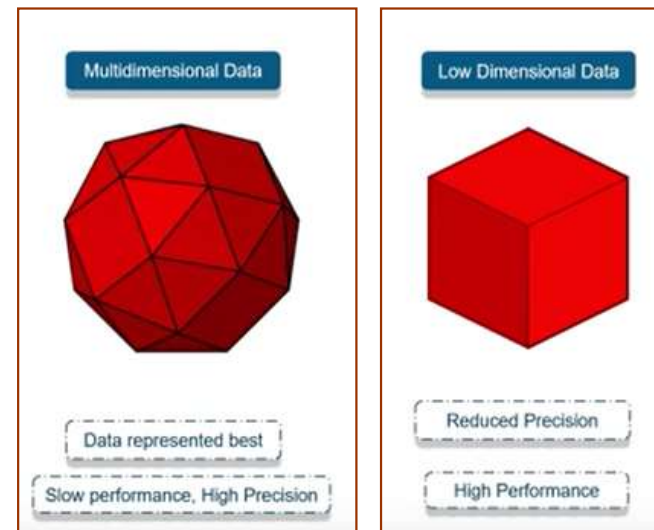 Multidimensional Data
Data represented best
Slow performance, High Precision
Low Dimensional Data
Reduced Precision
High Performance